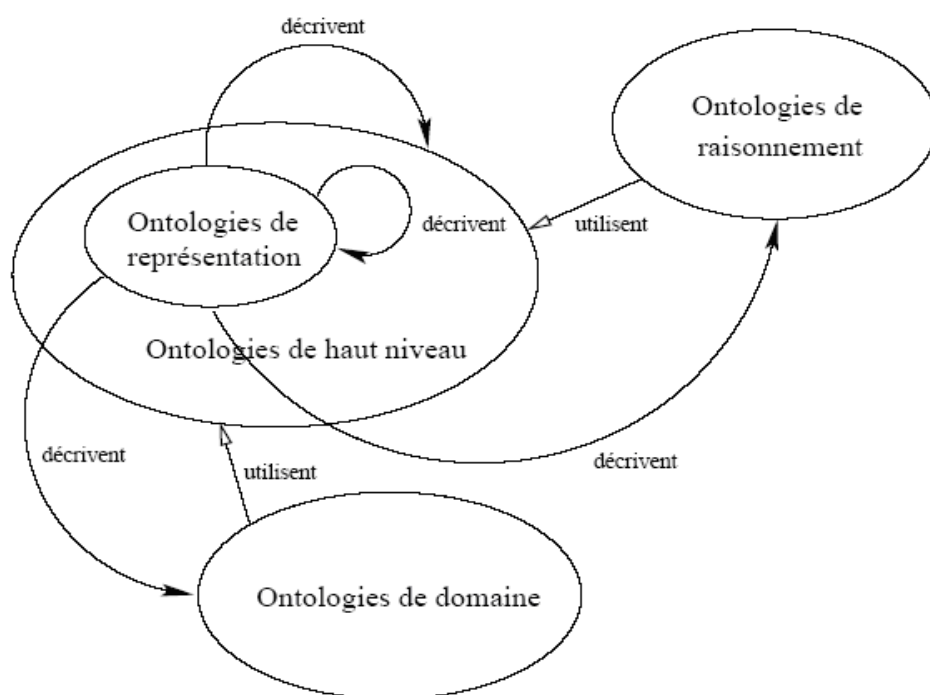 décrivent
Ontologies de
raisonnement
Ontologies de
représentation
décrivent
utilisent
Ontologies de haut niveau
décrivent
utilisent
décrivent
Ontologies de domaine